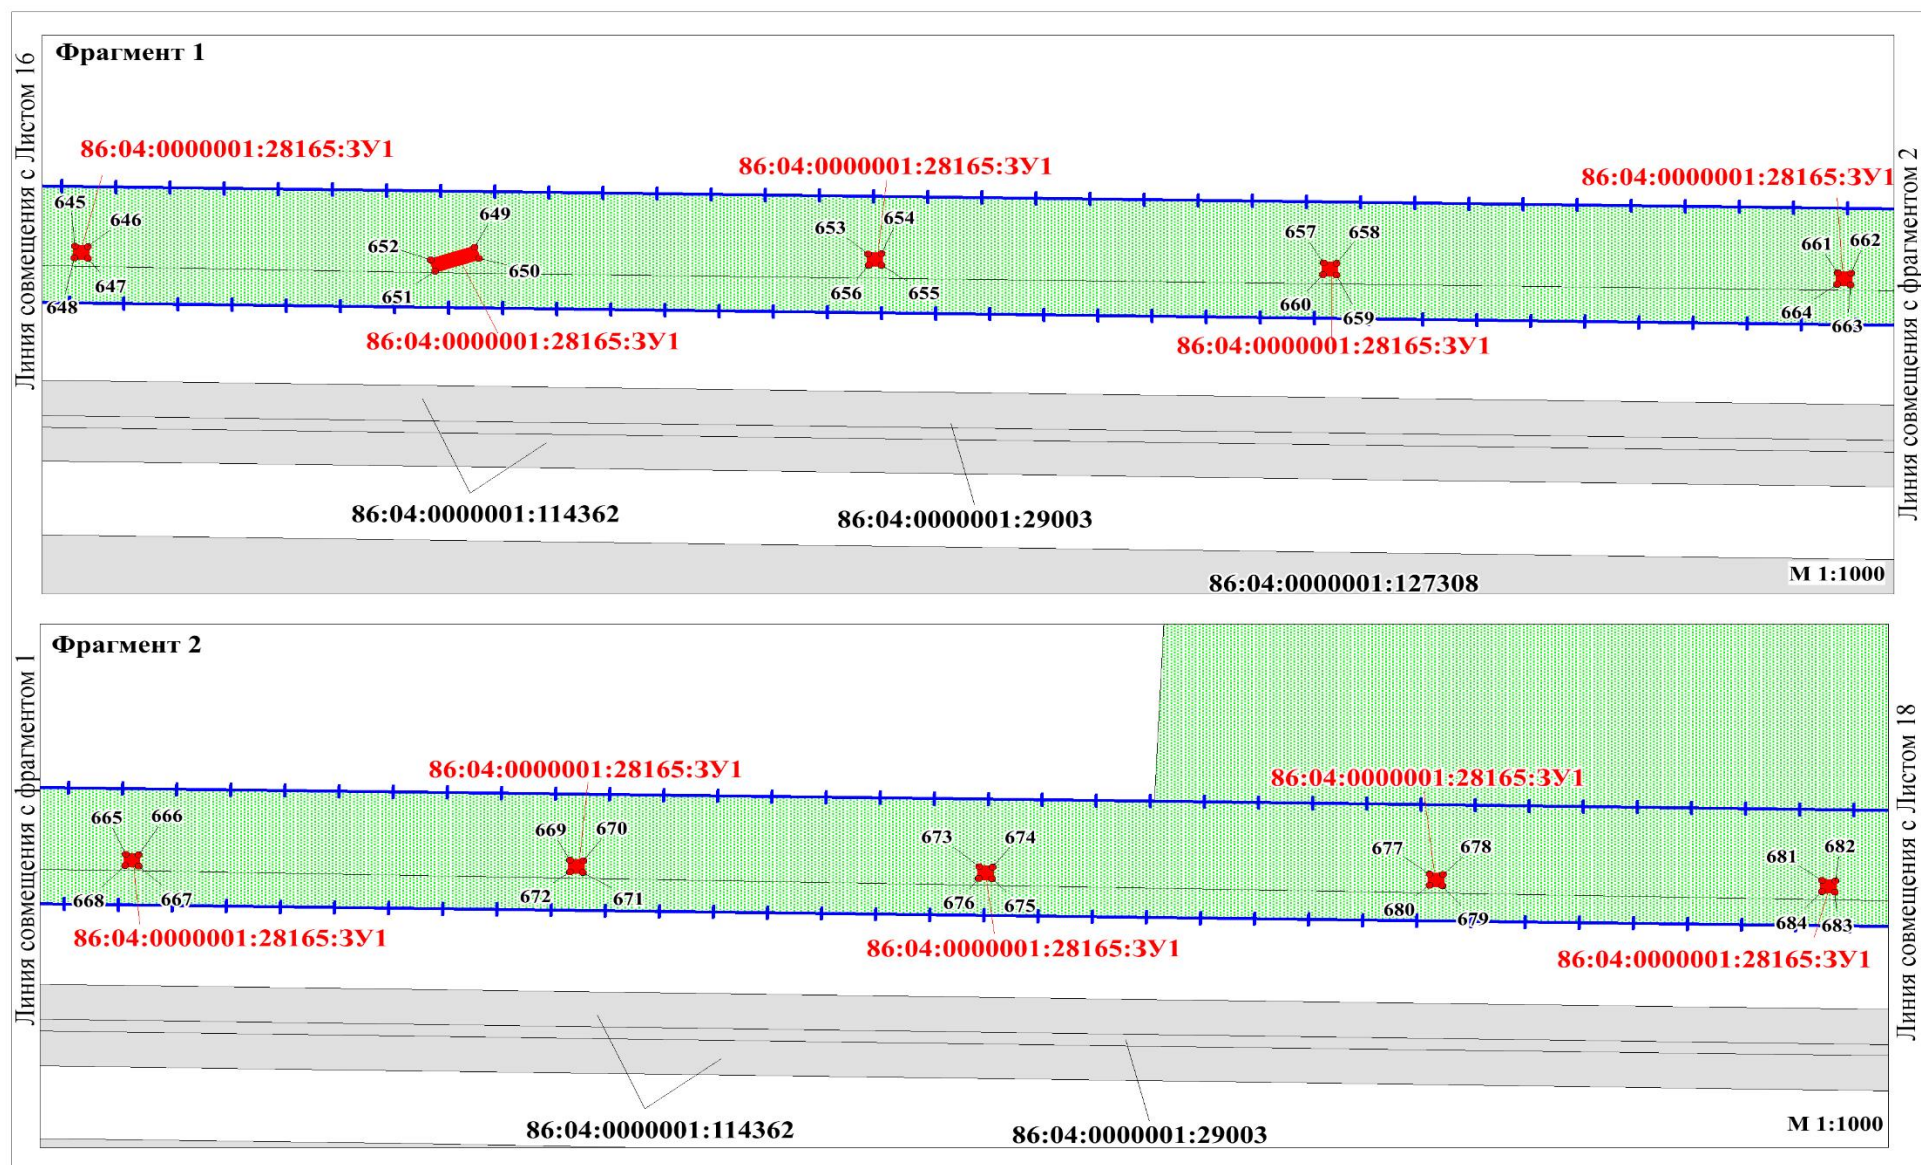 Фрагмент 1
Линия совмещения с Листом 16
86:04:0000001:28165:ЗУ1
86:04:0000001:28165:ЗУ1
86:04:0000001:28165:ЗУ1
Линия совмещения с фрагментом 2
645
646
647
648
649
650
651
652
653
654
655
656
657
658
659
660
661
662
663
664
86:04:0000001:28165:ЗУ1
86:04:0000001:28165:ЗУ1
86:04:0000001:114362
86:04:0000001:29003
86:04:0000001:127308
М 1:1000
Фрагмент 2
Линия совмещения с фрагментом 1
86:04:0000001:28165:ЗУ1
86:04:0000001:28165:ЗУ1
Линия совмещения с Листом 18
665
666
667
668
669
670
671
672
673
674
675
676
677
678
679
680
681
682
683
684
86:04:0000001:28165:ЗУ1
86:04:0000001:28165:ЗУ1
86:04:0000001:28165:ЗУ1
86:04:0000001:114362
86:04:0000001:29003
М 1:1000